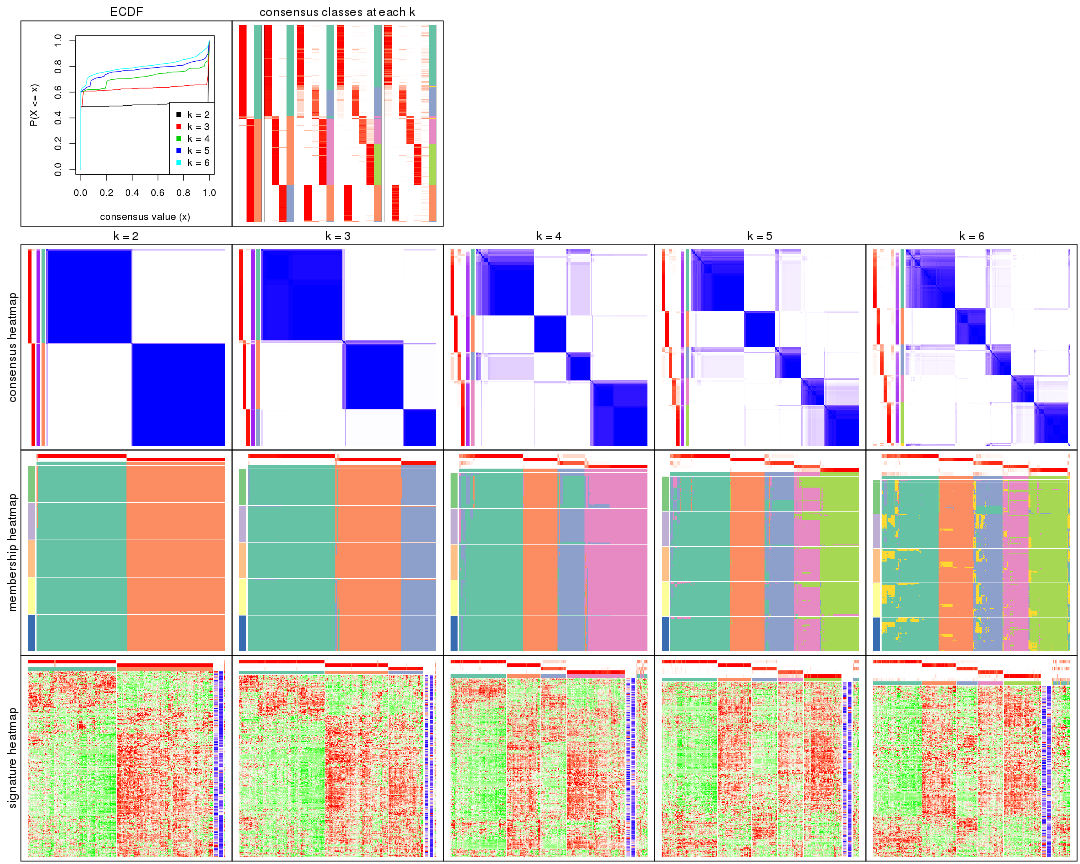 ECDF
consensus classes at each k
P(X <= x)
1.0
0.8
0.6
0.4
0.2
0.0
k = 2
k = 3
k = 4
k = 5
k = 6
0.0 0.2 0.4 0.6 0.8 1.0
consensus value (x)
k = 2
k = 3
k = 4
k = 5
k = 6
consensus heatmap
membership heatmap
signature heatmap